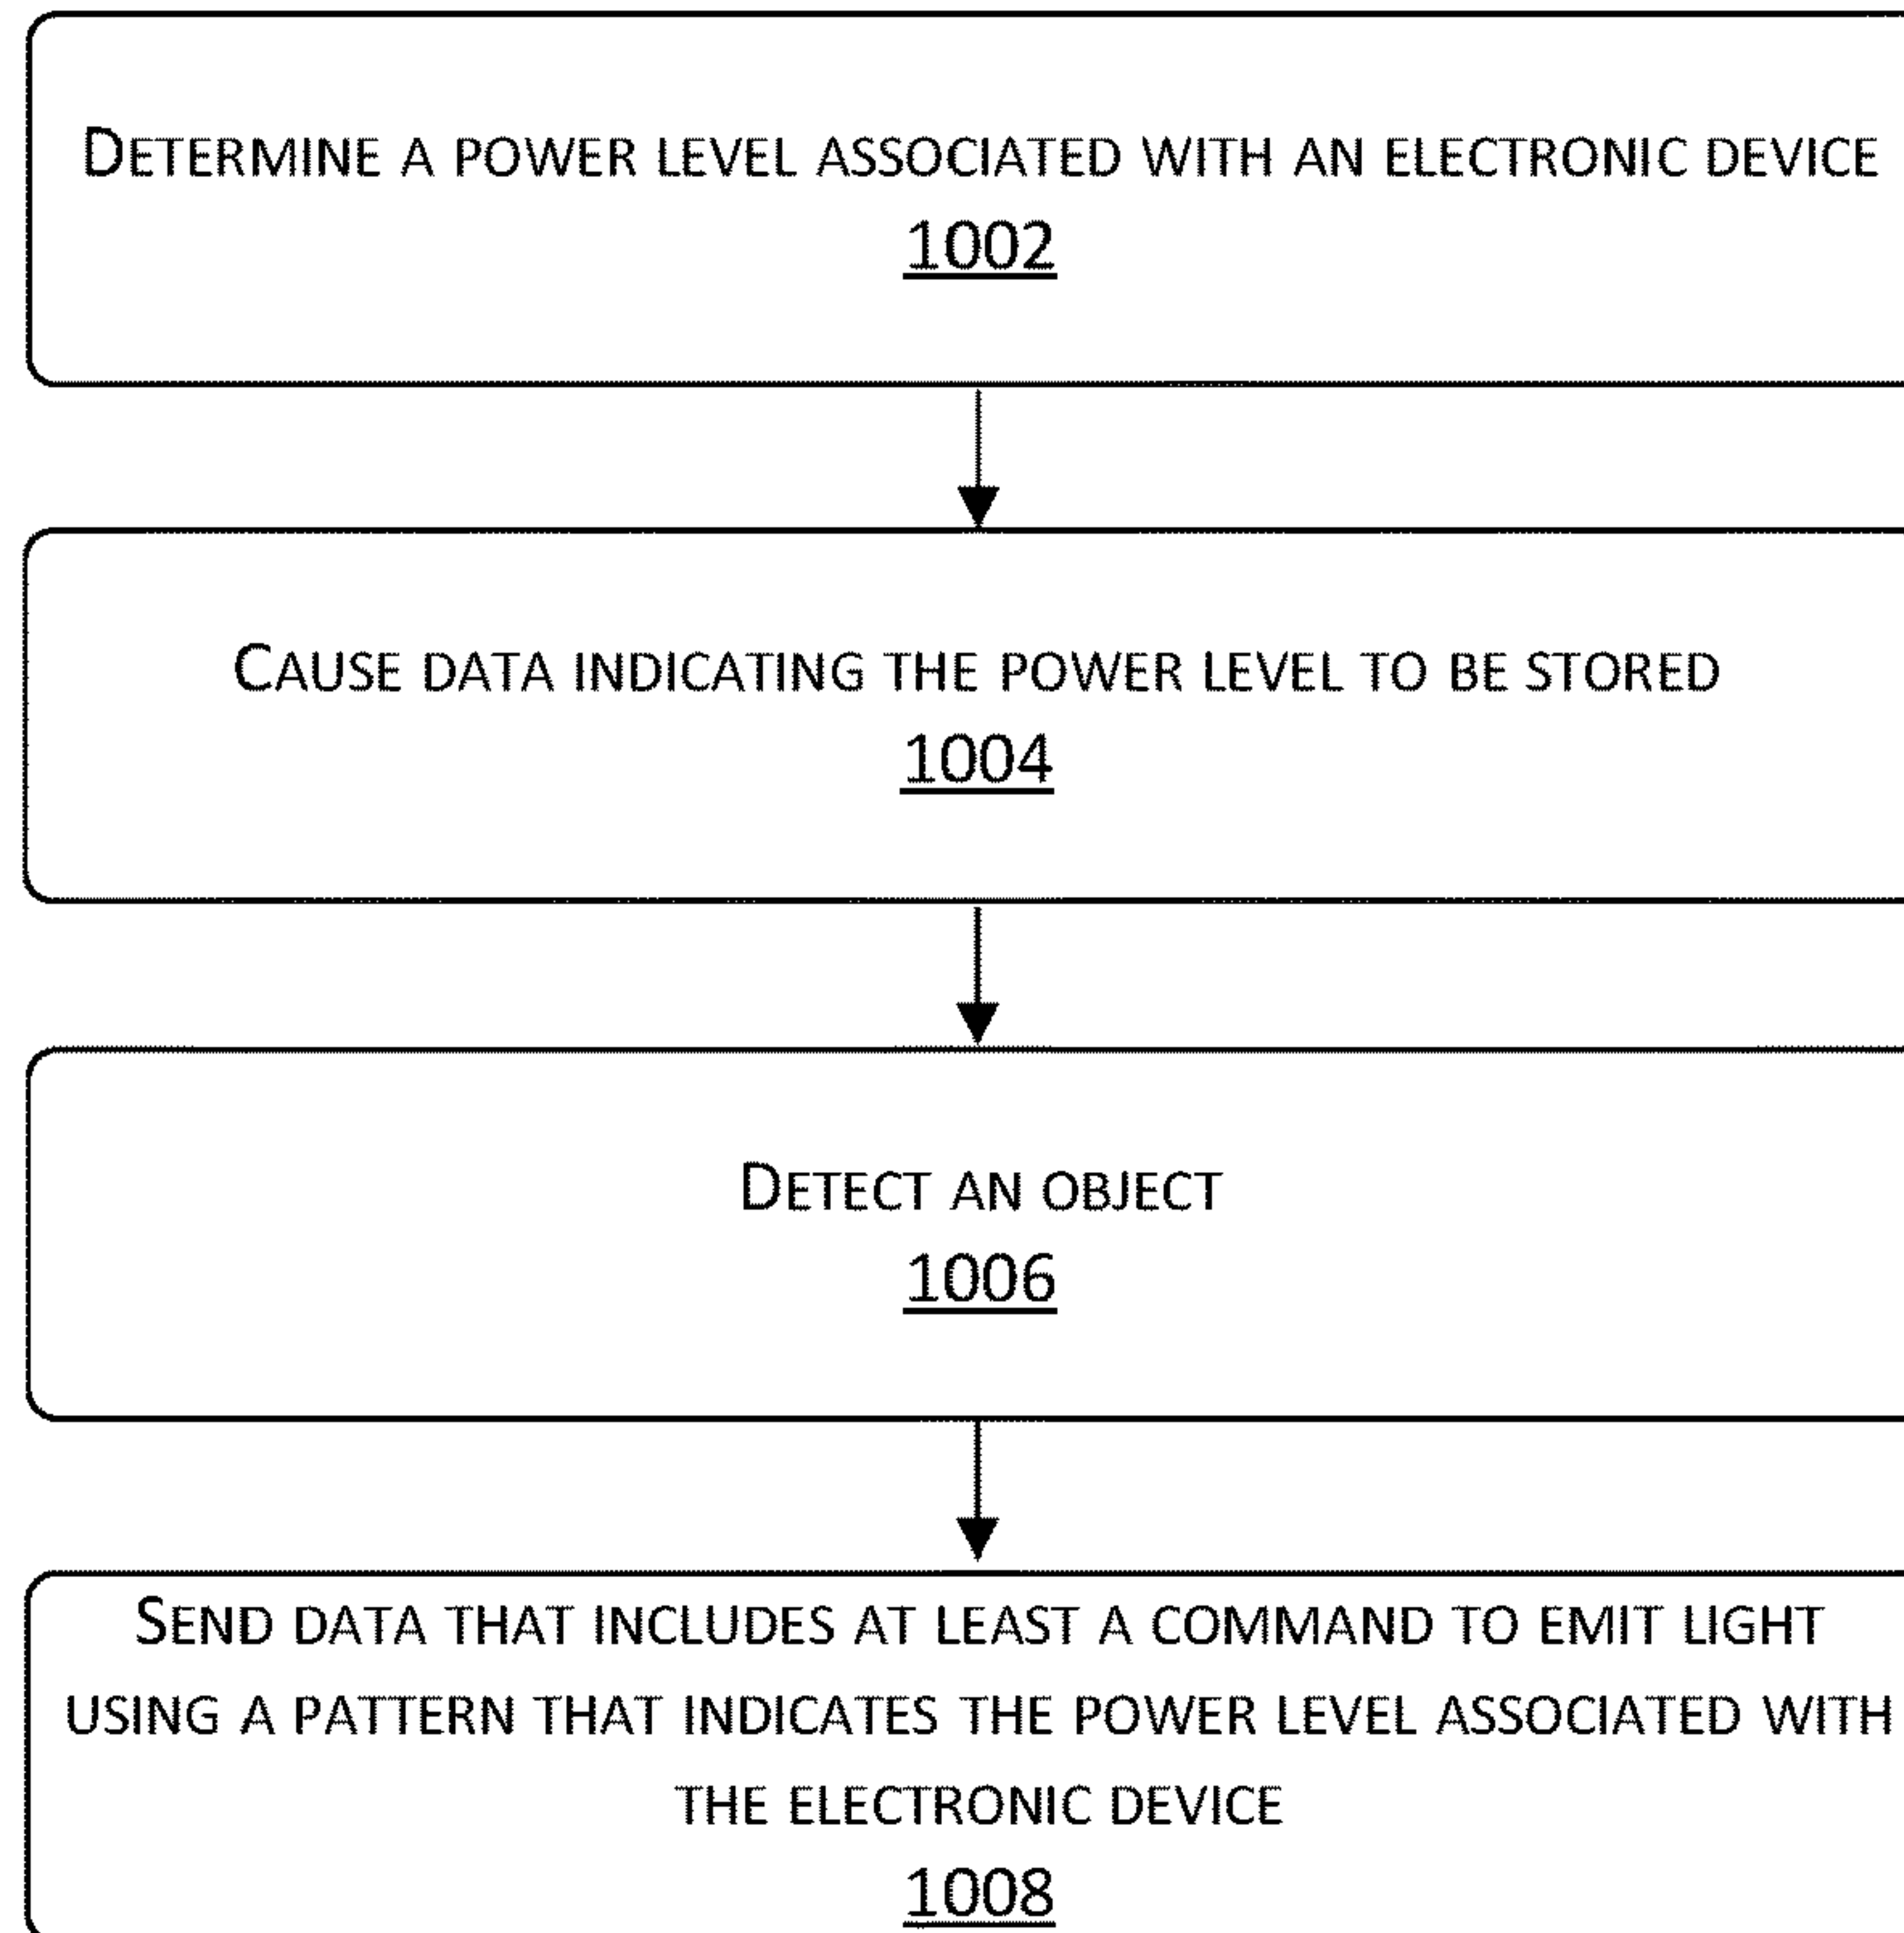 DETERMINE A POWER LEVEL ASSOCIATED WITH AN ELECTRONIC DEVICE
1002
CAUSE DATA INDICATING THE POWER LEVEL TO BE STORED
1004
DETECT AN OBJECT
1006
SEND DATA THAT INCLUDES AT LEAST A COMMAND TO EMIT LIGHT
USING A PATTERN THAT INDICATES THE POWER LEVEL ASSOCIATED WITH
THE ELECTRONIC DEVICE
1008